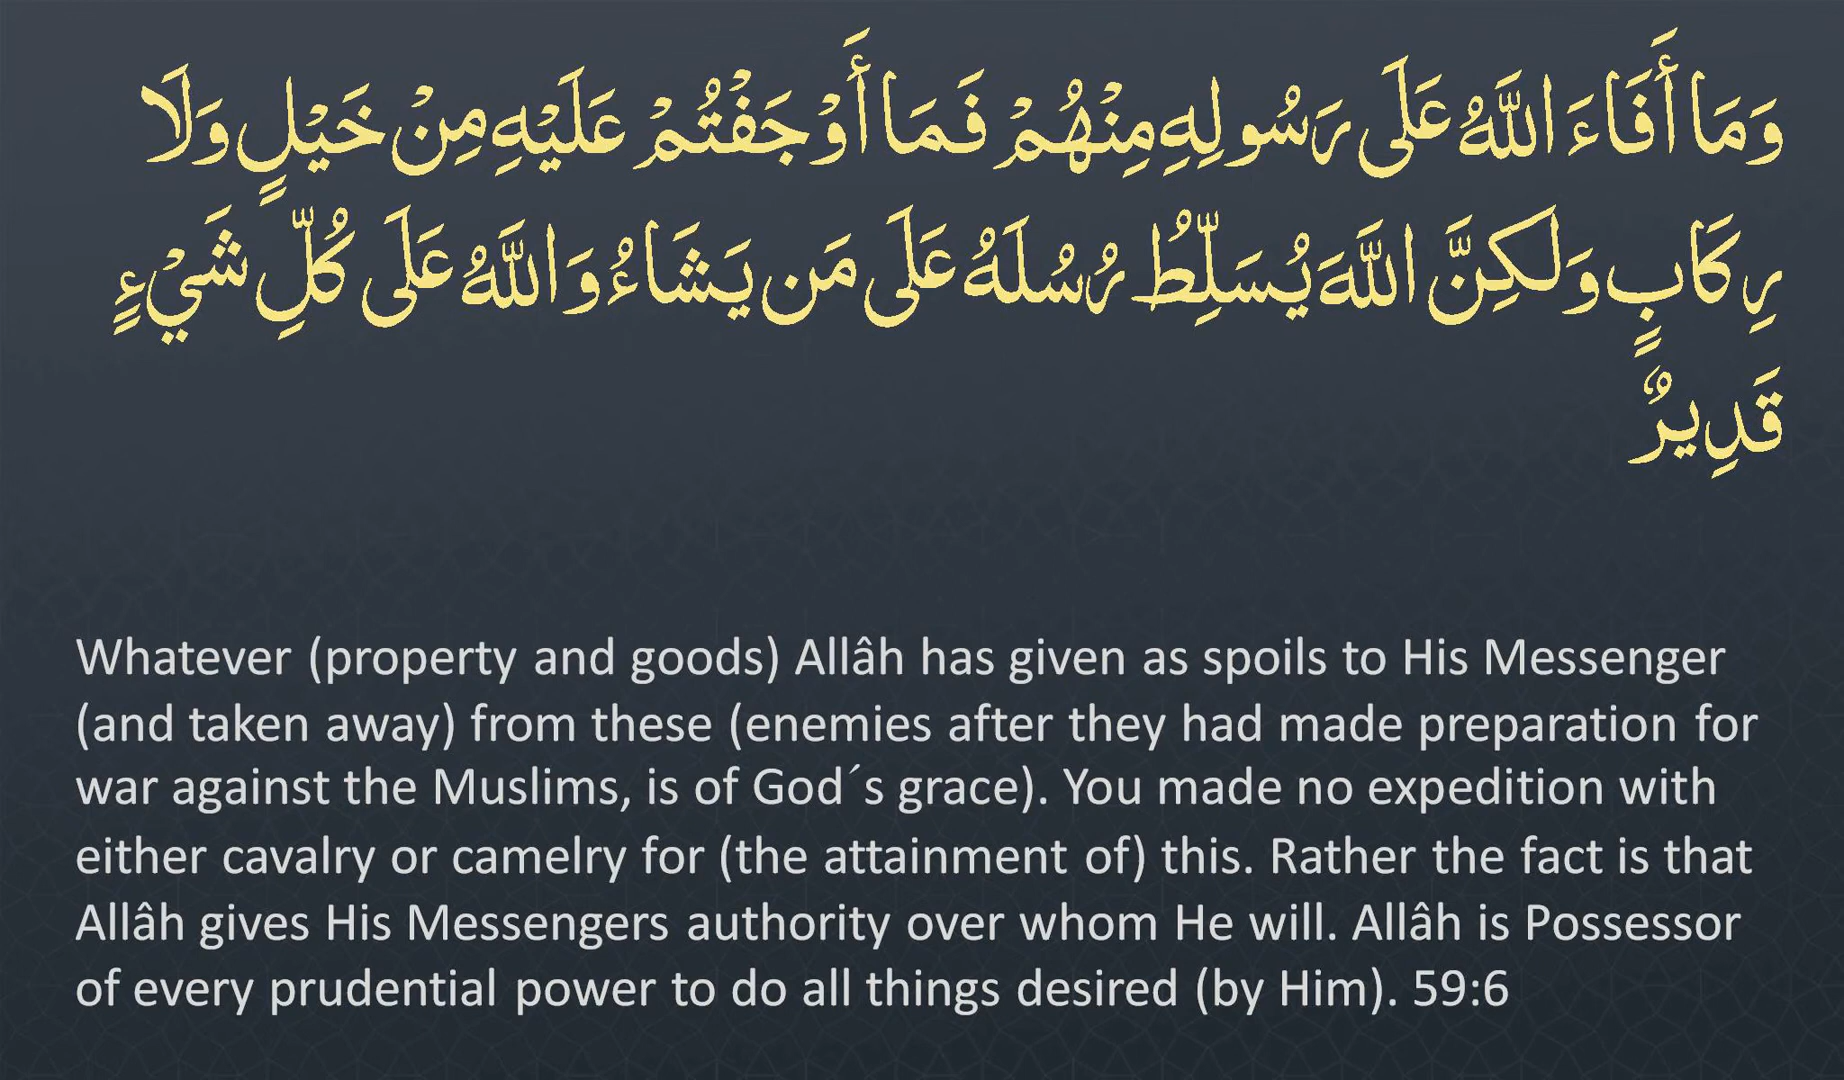 وَمَا أَفَاءَ اللَّهُ عَلَى رَسُولِهِ مِنْهُمْ فَمَا أَوْجَفْتُمْ عَلَيْهِ مِنْ خَيْلٍ وَلَا
رِكَابٍ وَلَكِنَّ اللَّهَ يُسَلِّطُ رُسُلَهُ عَلَى مَن يَشَاءُ وَاللَّهُ عَلَى كُلِّ شَيْءٍ
قَدِيرٌ
Whatever (property and goods) Allâh has given as spoils to His Messenger
(and taken away) from these (enemies after they had made preparation for
war against the Muslims, is of God´s grace). You made no expedition with
either cavalry or camelry for (the attainment of) this. Rather the fact is that
Allâh gives His Messengers authority over whom He will. Allâh is Possessor
of every prudential power to do all things desired (by Him). 59:6